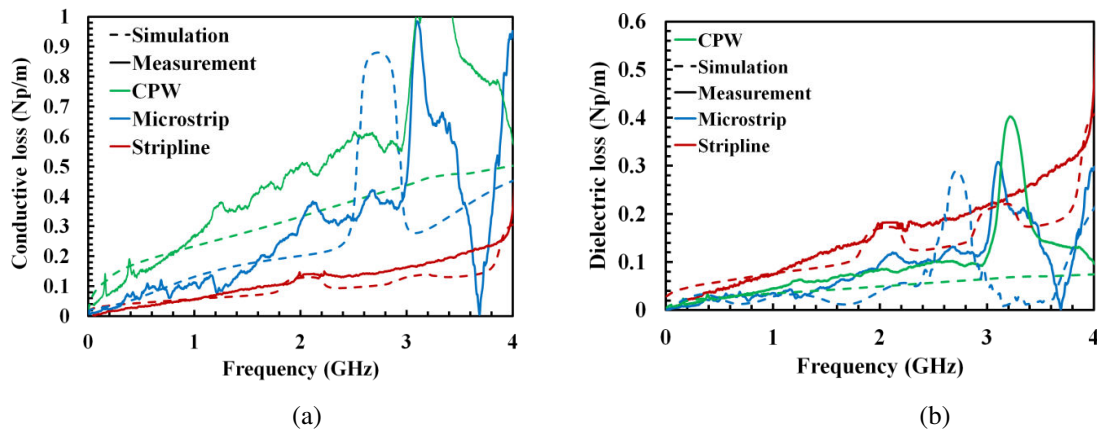 Conductive loss (Np/m)
1
0.9
0.8
0.7
0.6
0.5
0.4
0.3
0.2
0.1
0
Simulation
Measurement
CPW
Microstrip
Stripline
0 1 2 3 4
Frequency (GHz)
(a)
Dielectric loss (Np/m)
0.6
0.5
0.4
0.3
0.2
0.1
0
CPW
Simulation
Measurement
Microstrip
Stripline
0 1 2 3 4
Frequency (GHz)
(b)